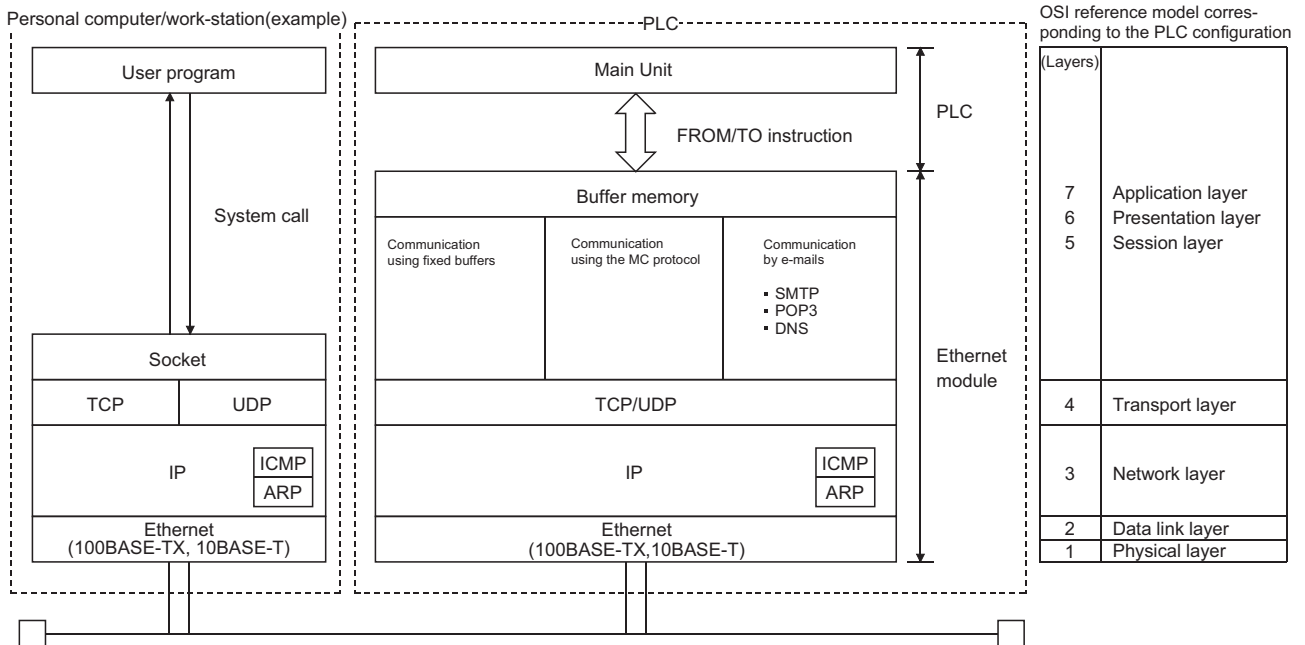 Personal computer/work-station(example)
User program
System call
Socket
TCP
UDP
IP
ICMP
ARP
Ethernet
(100BASE-TX, 10BASE-T)
PLC
Main Unit
FROM/TO instruction
PLC
Buffer memory
Communication
using fixed buffers
Communication
using the MC protocol
Communication
by e-mails
▪ SMTP
▪ POP3
▪ DNS
Ethernet
module
TCP/UDP
IP
ICMP
ARP
Ethernet
(100BASE-TX,10BASE-T)
OSI reference model corres-
ponding to the PLC configuration
(Layers)
7 Application layer
6 Presentation layer
5 Session layer
4 Transport layer
3 Network layer
2 Data link layer
1 Physical layer